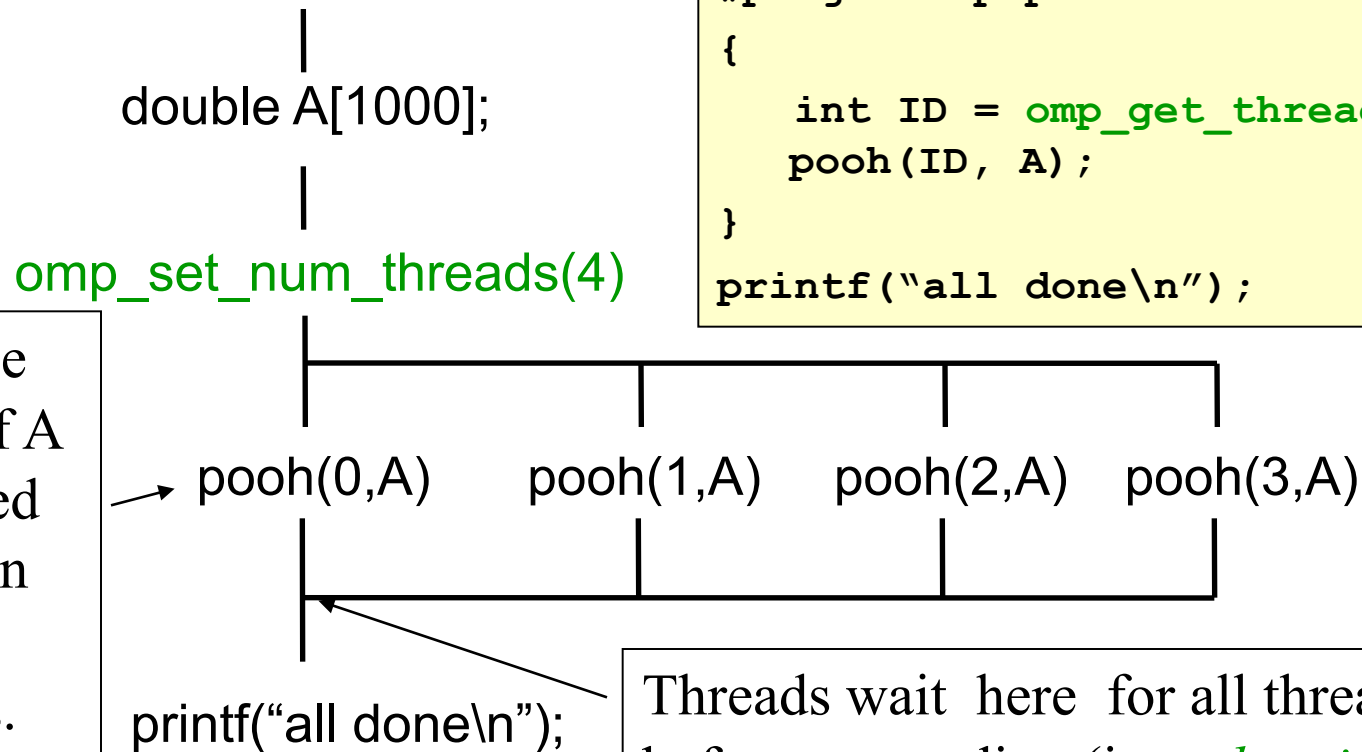 {
int ID = omp_get_threa
pooh(ID, A);
}
printf(“all done\n”);
double A[1000];
omp_set_num_threads(4)
pooh(0,A) pooh(1,A) pooh(2,A) pooh(3,A)
printf(“all done\n”);
Threads wait here for all threa